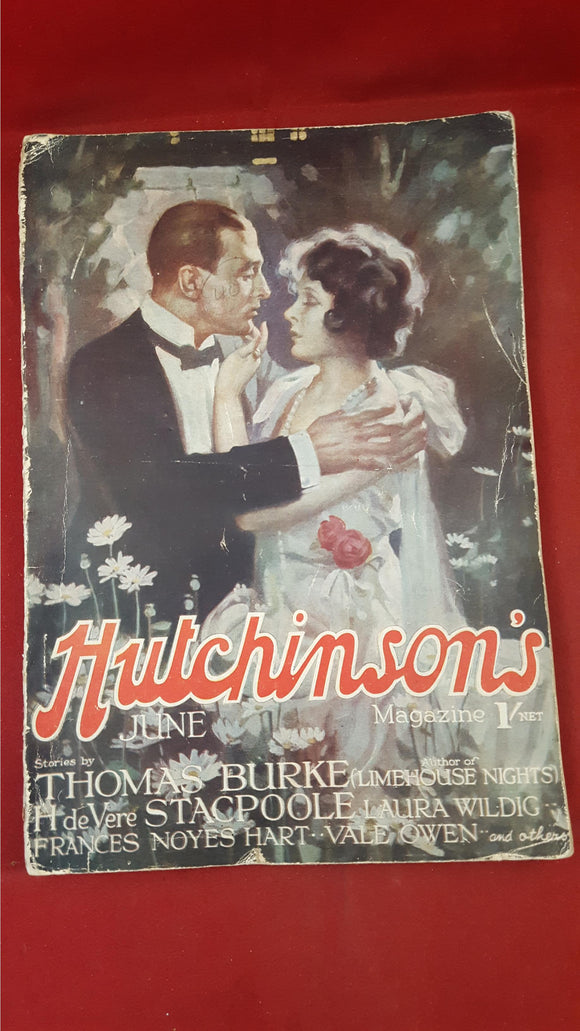 Hutchinson's
JUNE
Magazine 1/ NET
Stories by
Author of
THOMAS BURKE (LIMEHOUSE NIGHTS)
H de Vere STACPOOLE LAURA WILDIG
FRANCES NOYES HART·· VALE OWEN ·· and others